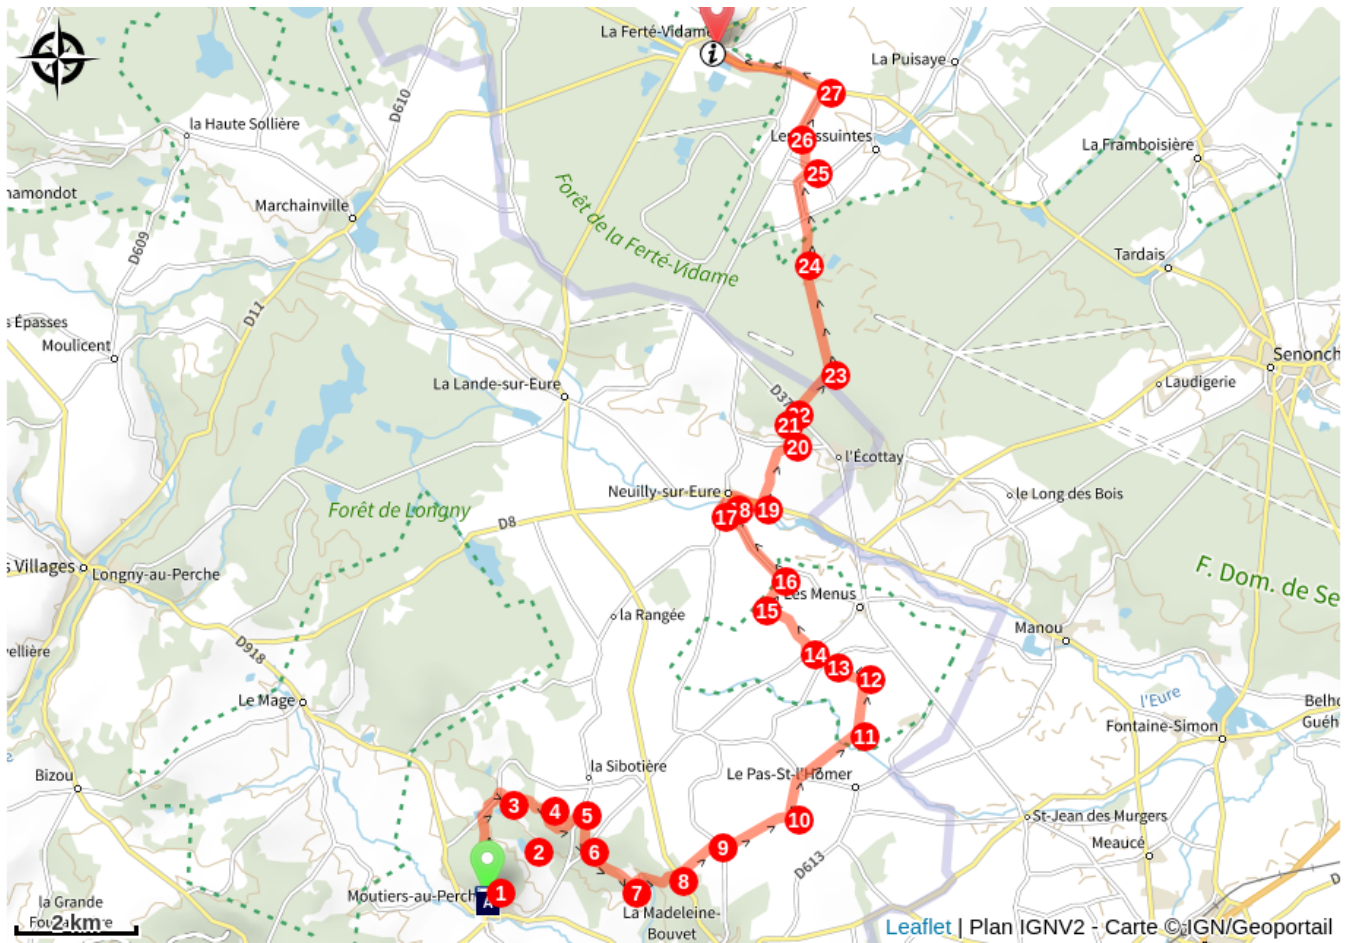 La Ferté-Vidame
La Puisaye
27
la Haute Sollière
D610
Les
ssuintes
26
La Framboisière
25
hamondot
Forêt de la Ferté-Vidame
Marchainville
D609
24
Tardais
D11
s Épasses
Moulicent
Senonch
23
La Lande-sur-Eure
Laudigerie
D37
22
21
20
l'Écottay
Neuilly-sur-Eure
le Long des Bois
Forêt de Longny
D8
17
18
19
s Villages
Longny-au-Perche
F. Dom. de Se
16
Les Menus
15
la Rangée
Manou
D918
vellière
14
13
12
l'Eure
Le Mage
Belho
Guéh
Fontaine-Simon
11
la Sibotière
Le Pas-St-l'Homer
Bizou
3
4
5
10
St-Jean des Murgers
Meaucé
2
6
9
D613
7
8
Moutiers-au-Perche
1
A
la Grande
La Madeleine-
Bouvet
2 km
D
Leaflet | Plan IGNV2 - Carte © IGN/Geoportail